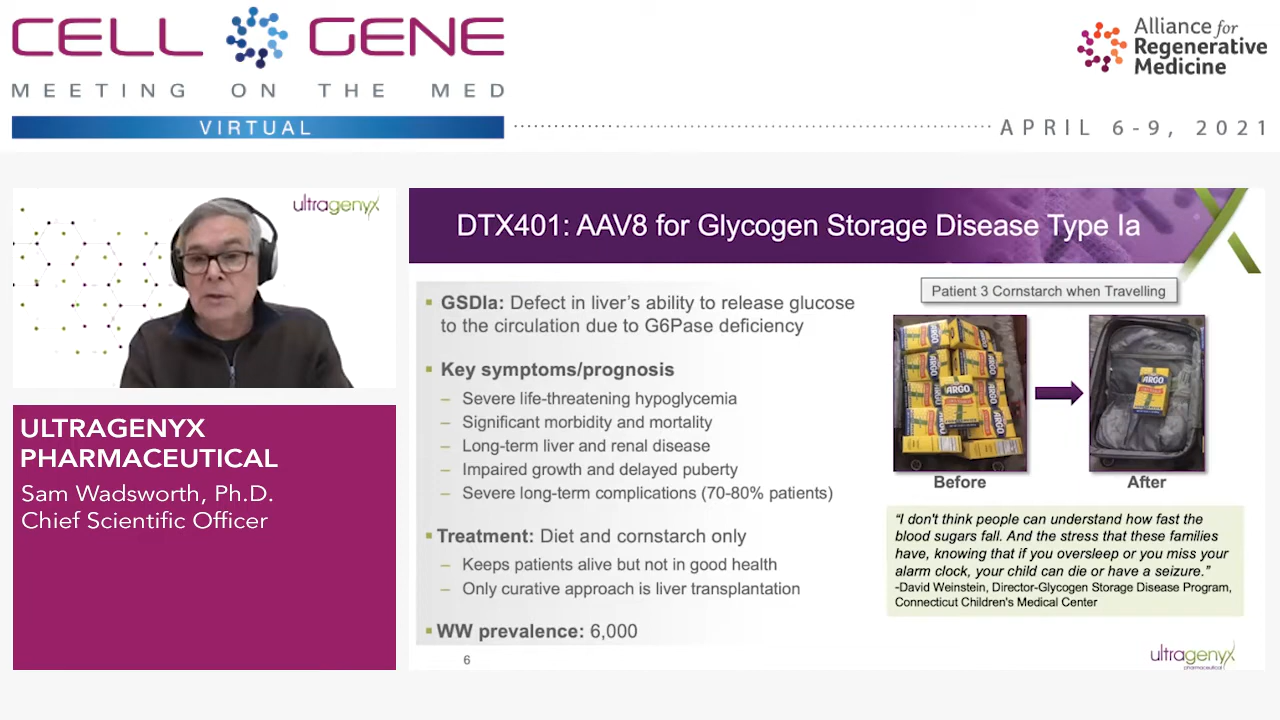 CELL GENE
MEETING ON THE MED
VIRTUAL
Alliance for
Regenerative
Medicine
APRIL 6-9, 2021
ultragenyx
ULTRAGENYX
PHARMACEUTICAL
Sam Wadsworth, Ph.D.
Chief Scientific Officer
DTX401: AAV8 for Glycogen Storage Disease Type Ia
GSDIa: Defect in liver's ability to release glucose
to the circulation due to G6Pase deficiency
Key symptoms/prognosis
– Severe life-threatening hypoglycemia
– Significant morbidity and mortality
– Long-term liver and renal disease
– Impaired growth and delayed puberty
– Severe long-term complications (70-80% patients)
Treatment: Diet and cornstarch only
– Keeps patients alive but not in good health
– Only curative approach is liver transplantation
WW prevalence: 6,000
6
Patient 3 Cornstarch when Travelling
ARGO
ARGO
ARGO
ARGO
ARGO
ARGO
ARGO
Before
After
“I don't think people can understand how fast the
blood sugars fall. And the stress that these families
have, knowing that if you oversleep or you miss your
alarm clock, your child can die or have a seizure.”
-David Weinstein, Director-Glycogen Storage Disease Program,
Connecticut Children's Medical Center
ultragenyx
pharmaceutical